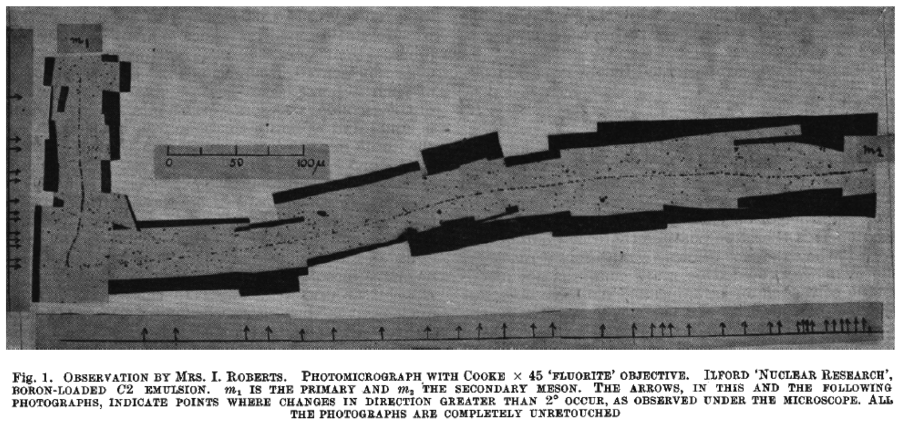 m1
0 50 100 μ
m2
Fig. 1. OBSERVATION BY MRS. I. ROBERTS. PHOTOMICROGRAPH WITH COOKE × 45 'FLUORITE' OBJECTIVE. ILFORD 'NUCLEAR RESEARCH',
BORON-LOADED C2 EMULSION. m₁ IS THE PRIMARY AND m₂ THE SECONDARY MESON. THE ARROWS, IN THIS AND THE FOLLOWING
PHOTOGRAPHS, INDICATE POINTS WHERE CHANGES IN DIRECTION GREATER THAN 2° OCCUR, AS OBSERVED UNDER THE MICROSCOPE. ALL
THE PHOTOGRAPHS ARE COMPLETELY UNRETOUCHED